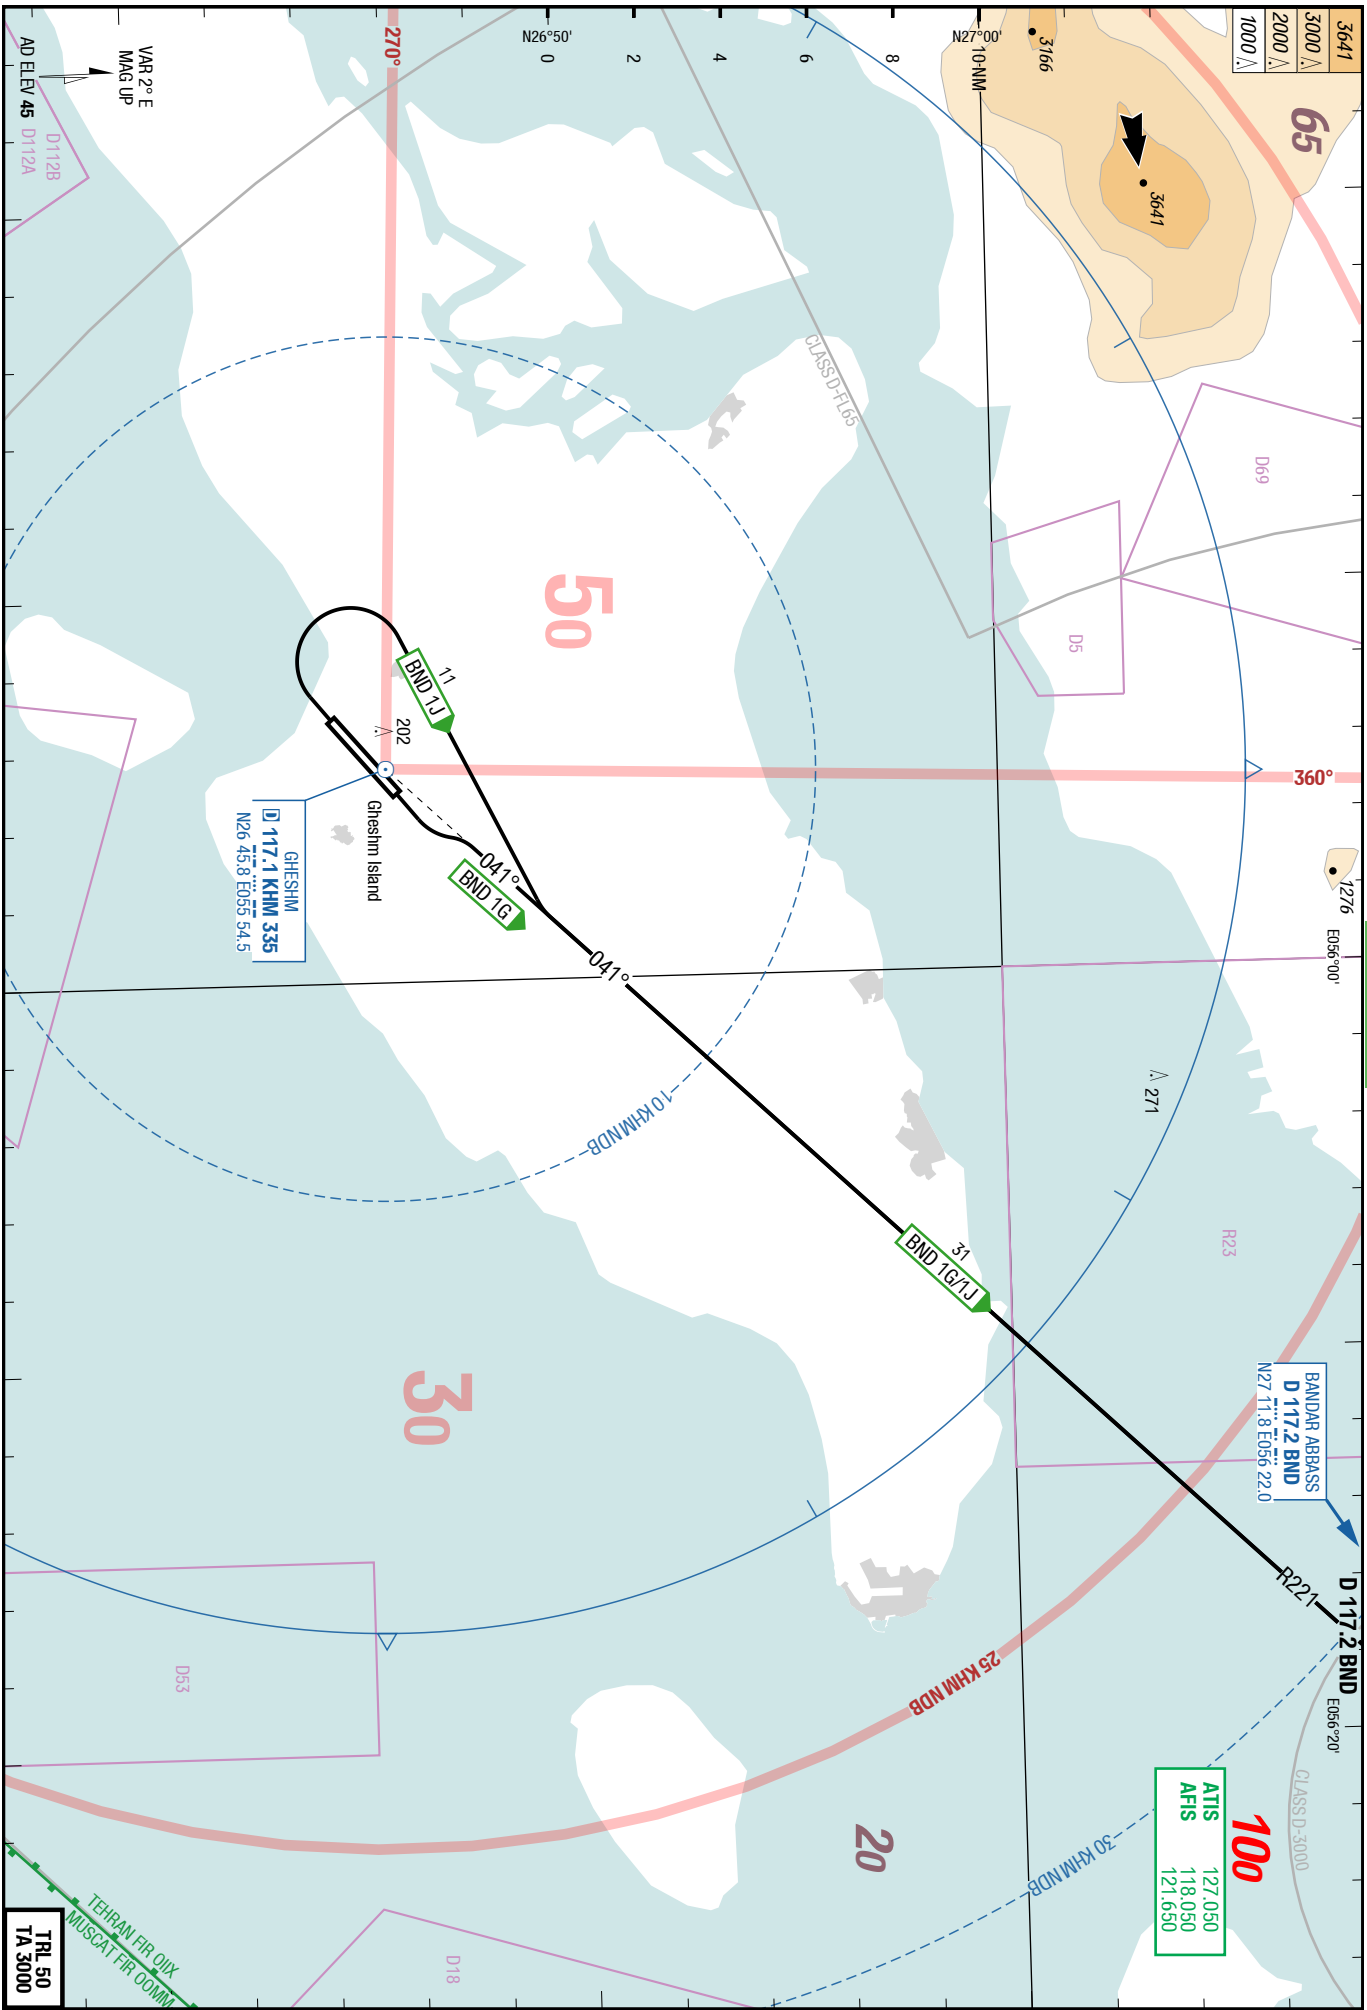 3641
3000
2000
1000
65
3166
3641
N27°00'
10 NM
8
6
4
2
0
N26°50'
270°
VAR 2° E
MAG UP
AD ELEV 45
D112B
D112A
CLASS D-FL65
D69
D5
50
360°
1276
E056°00'
11
BND 1J
202
041°
BND 1G
041°
Gheshm Island
GHESHM
D 117.1 KHM 335
N26 45.8 E055 54.5
10 KHM NDB
271
R23
31
BND 1G/1J
30
BANDAR ABBASS
D 117.2 BND
N27 11.8 E056 22.0
R221
D 117.2 BND
E056°20'
25 KHM NDB
D53
CLASS D-3000
100
ATIS 127.050
AFIS 118.050
121.650
20
30 KHM NDB
D18
TEHRAN FIR OIIX
MUSCAT FIR OOMM
TRL 50
TA 3000